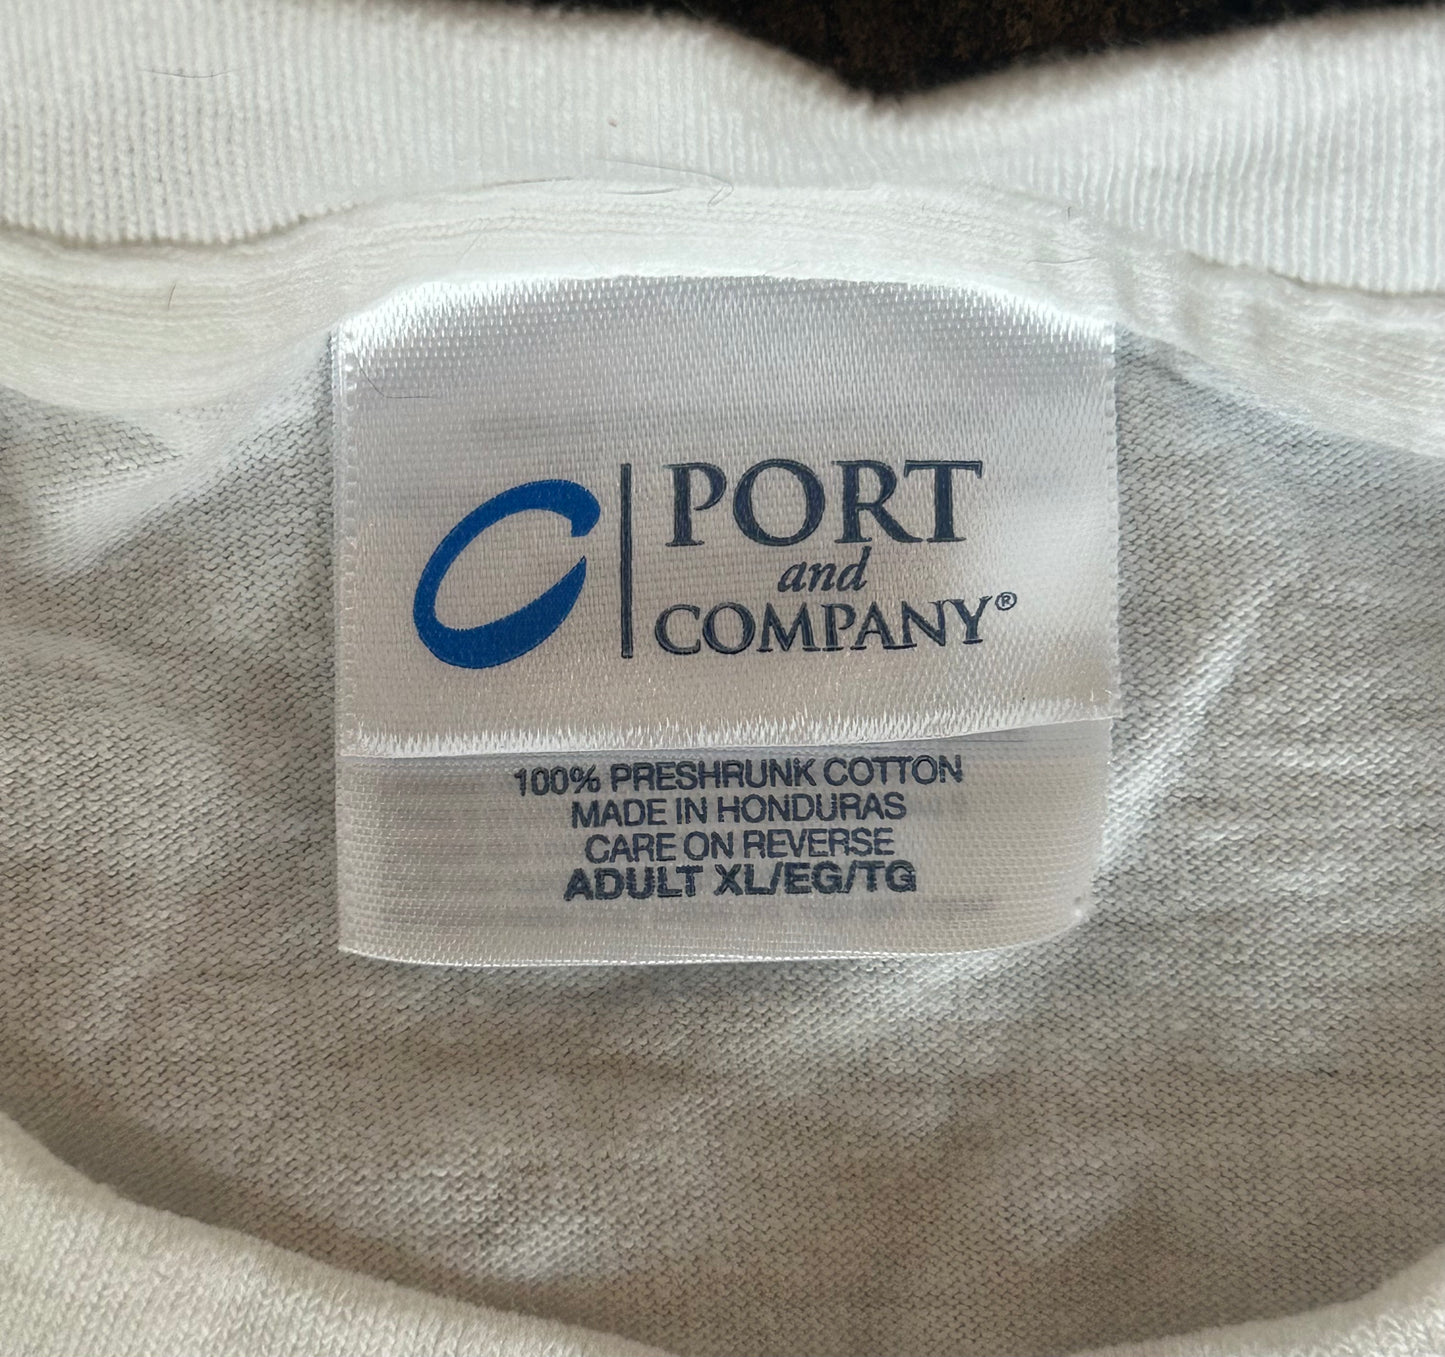 PORT
and
COMPANY®
100% PRESHRUNK COTTON
MADE IN HONDURAS
CARE ON REVERSE
ADULT XL/EG/TG